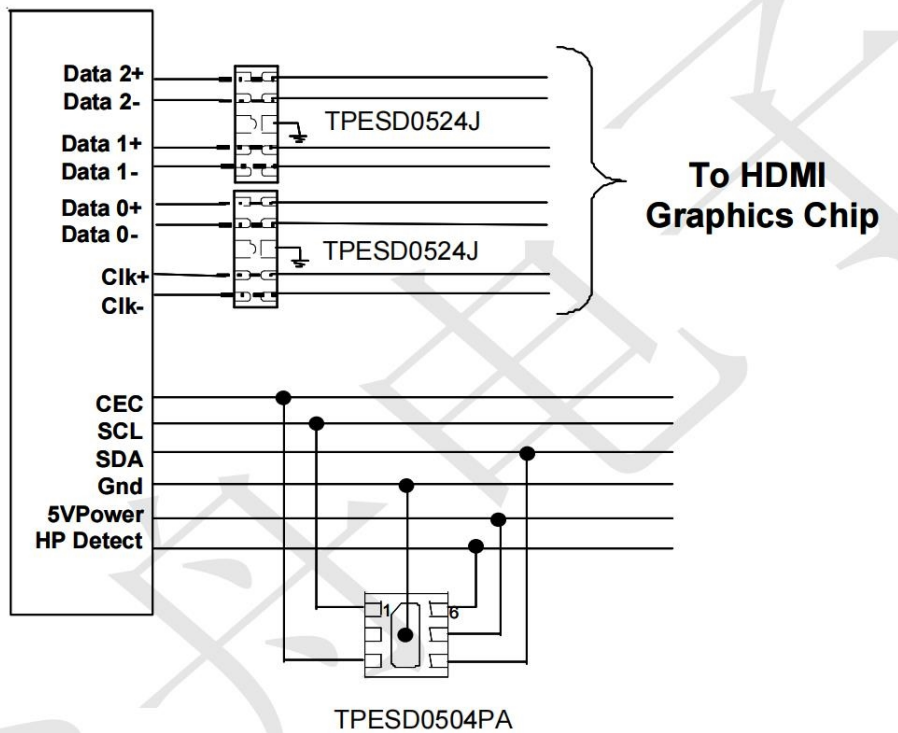 Data 2+
Data 2-
TPESD0524J
Data 1+
Data 1-
To HDMI
Graphics Chip
Data 0+
Data 0-
TPESD0524J
Clk+
Clk-
CEC
SCL
SDA
Gnd
5VPower
HP Detect
1
6
TPESD0504PA